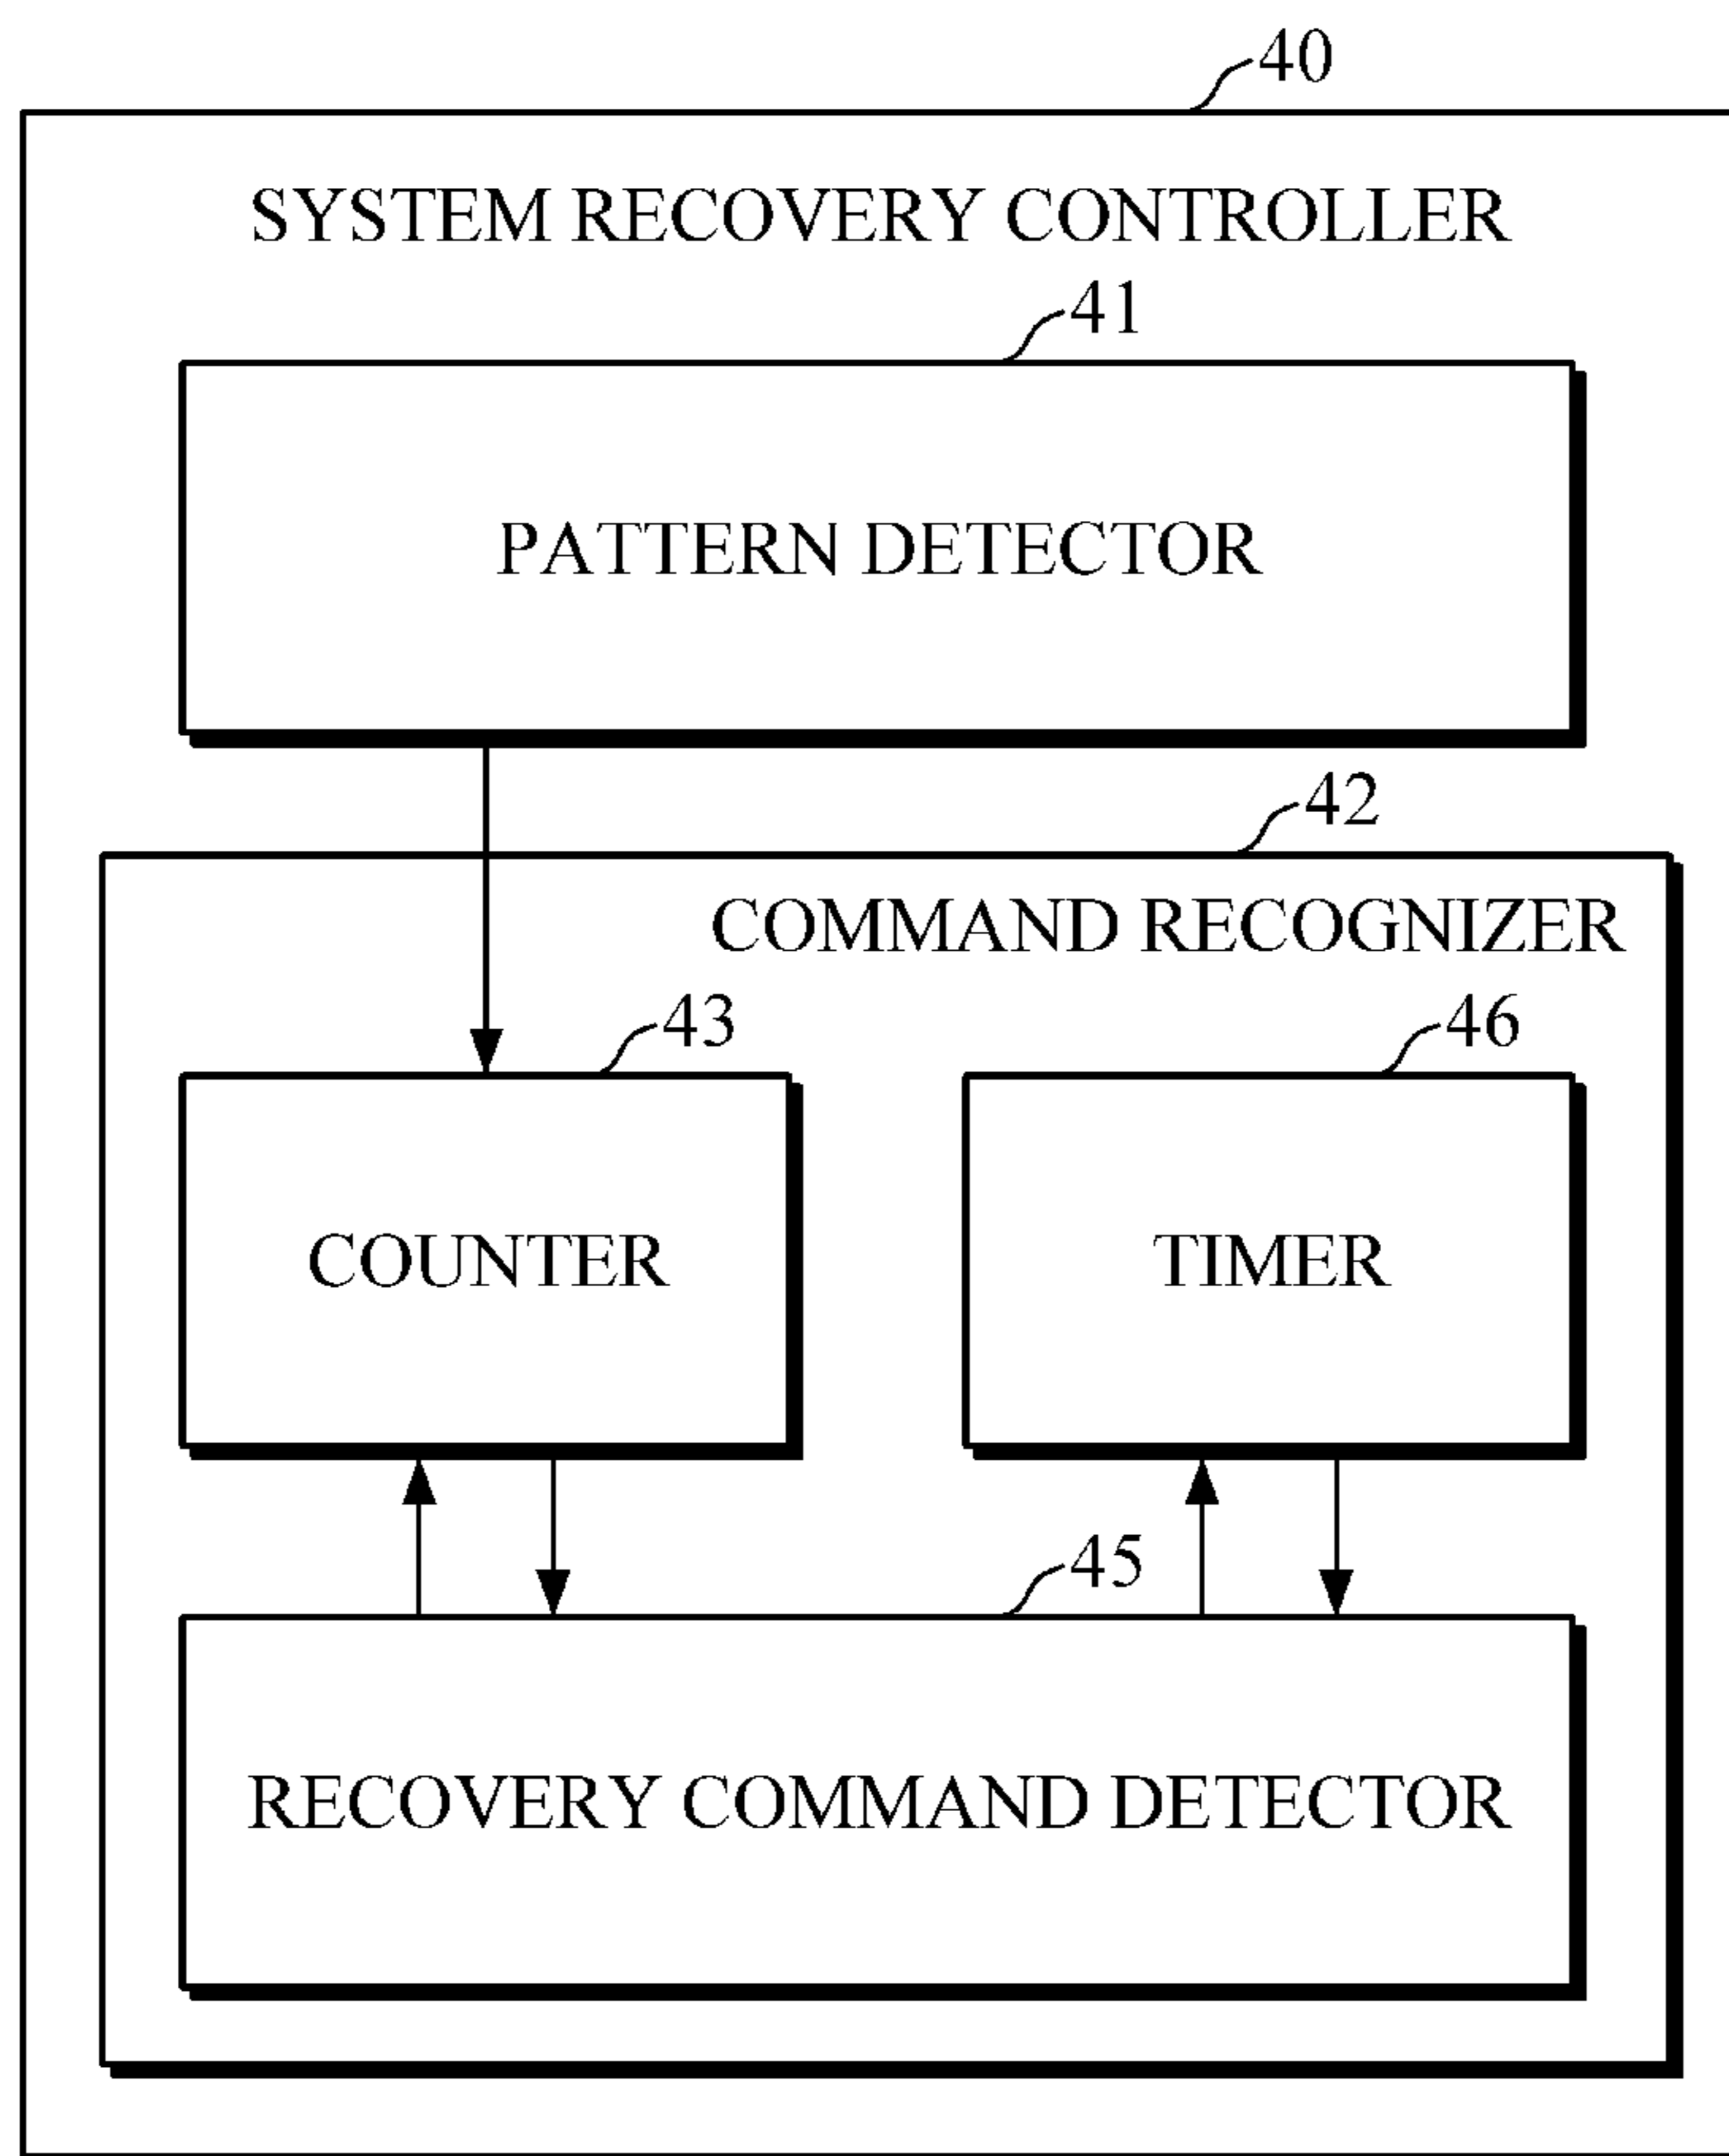 40
SYSTEM RECOVERY CONTROLLER
41
PATTERN DETECTOR
42
COMMAND RECOGNIZER
43
46
COUNTER
TIMER
45
RECOVERY COMMAND DETECTOR